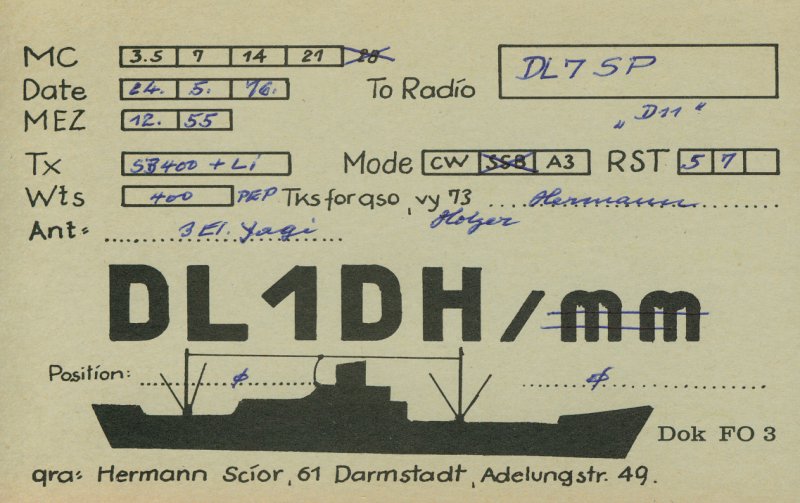 MC 3.5 7 14 21 28
Date 24. 5. 76. To Radio DL7SP
MEZ 12. 55 „D11"
Tx SB400 + Li Mode CW SSB A3 RST 5 7
Wts 400 PEP Tks for qso, vy 73 Hermann
Ant: 3 El. Yagi Holger
DL1DH/mm
Position: ø ø
Dok FO 3
qra: Hermann Scior, 61 Darmstadt, Adelungstr. 49.